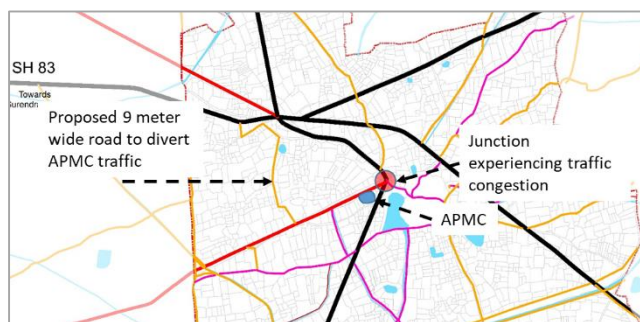 SH 83
Towards
Proposed 9 meter
wide road to divert
APMC traffic
Junction
experiencing traffic
congestion
APMC